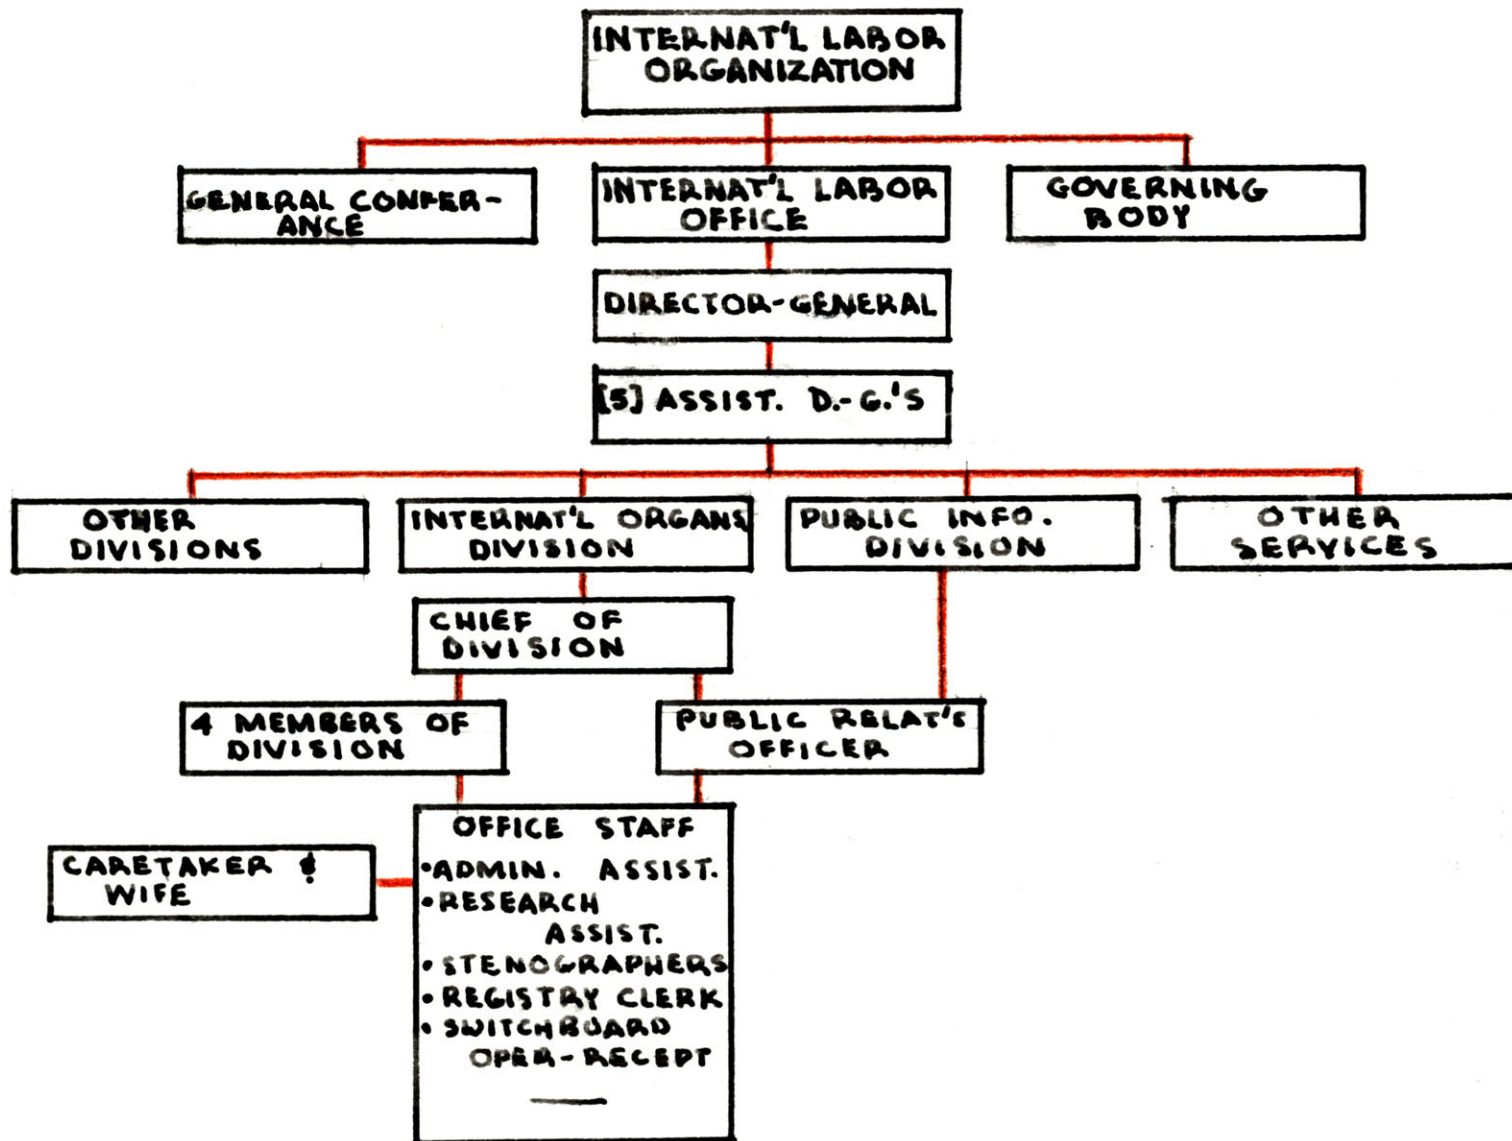 INTERNAT'L LABOR
ORGANIZATION
GENERAL CONFER-
ANCE
INTERNAT'L LABOR
OFFICE
GOVERNING
BODY
DIRECTOR-GENERAL
[5] ASSIST. D.-G.'S
OTHER
DIVISIONS
INTERNAT'L ORGANS
DIVISION
PUBLIC INFO.
DIVISION
OTHER
SERVICES
CHIEF OF
DIVISION
4 MEMBERS OF
DIVISION
PUBLIC RELAT'S
OFFICER
CARETAKER &
WIFE
OFFICE STAFF
•ADMIN. ASSIST.
•RESEARCH
ASSIST.
•STENOGRAPHERS
•REGISTRY CLERK
•SWITCHBOARD
OPER-RECEPT